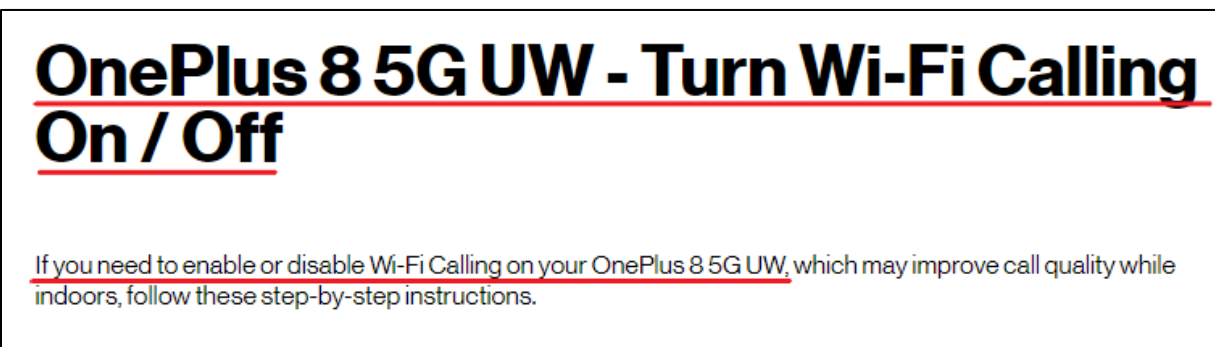 OnePlus 8 5G UW - Turn Wi-Fi Calling
On / Off
If you need to enable or disable Wi-Fi Calling on your OnePlus 8 5G UW, which may improve call quality while
indoors, follow these step-by-step instructions.